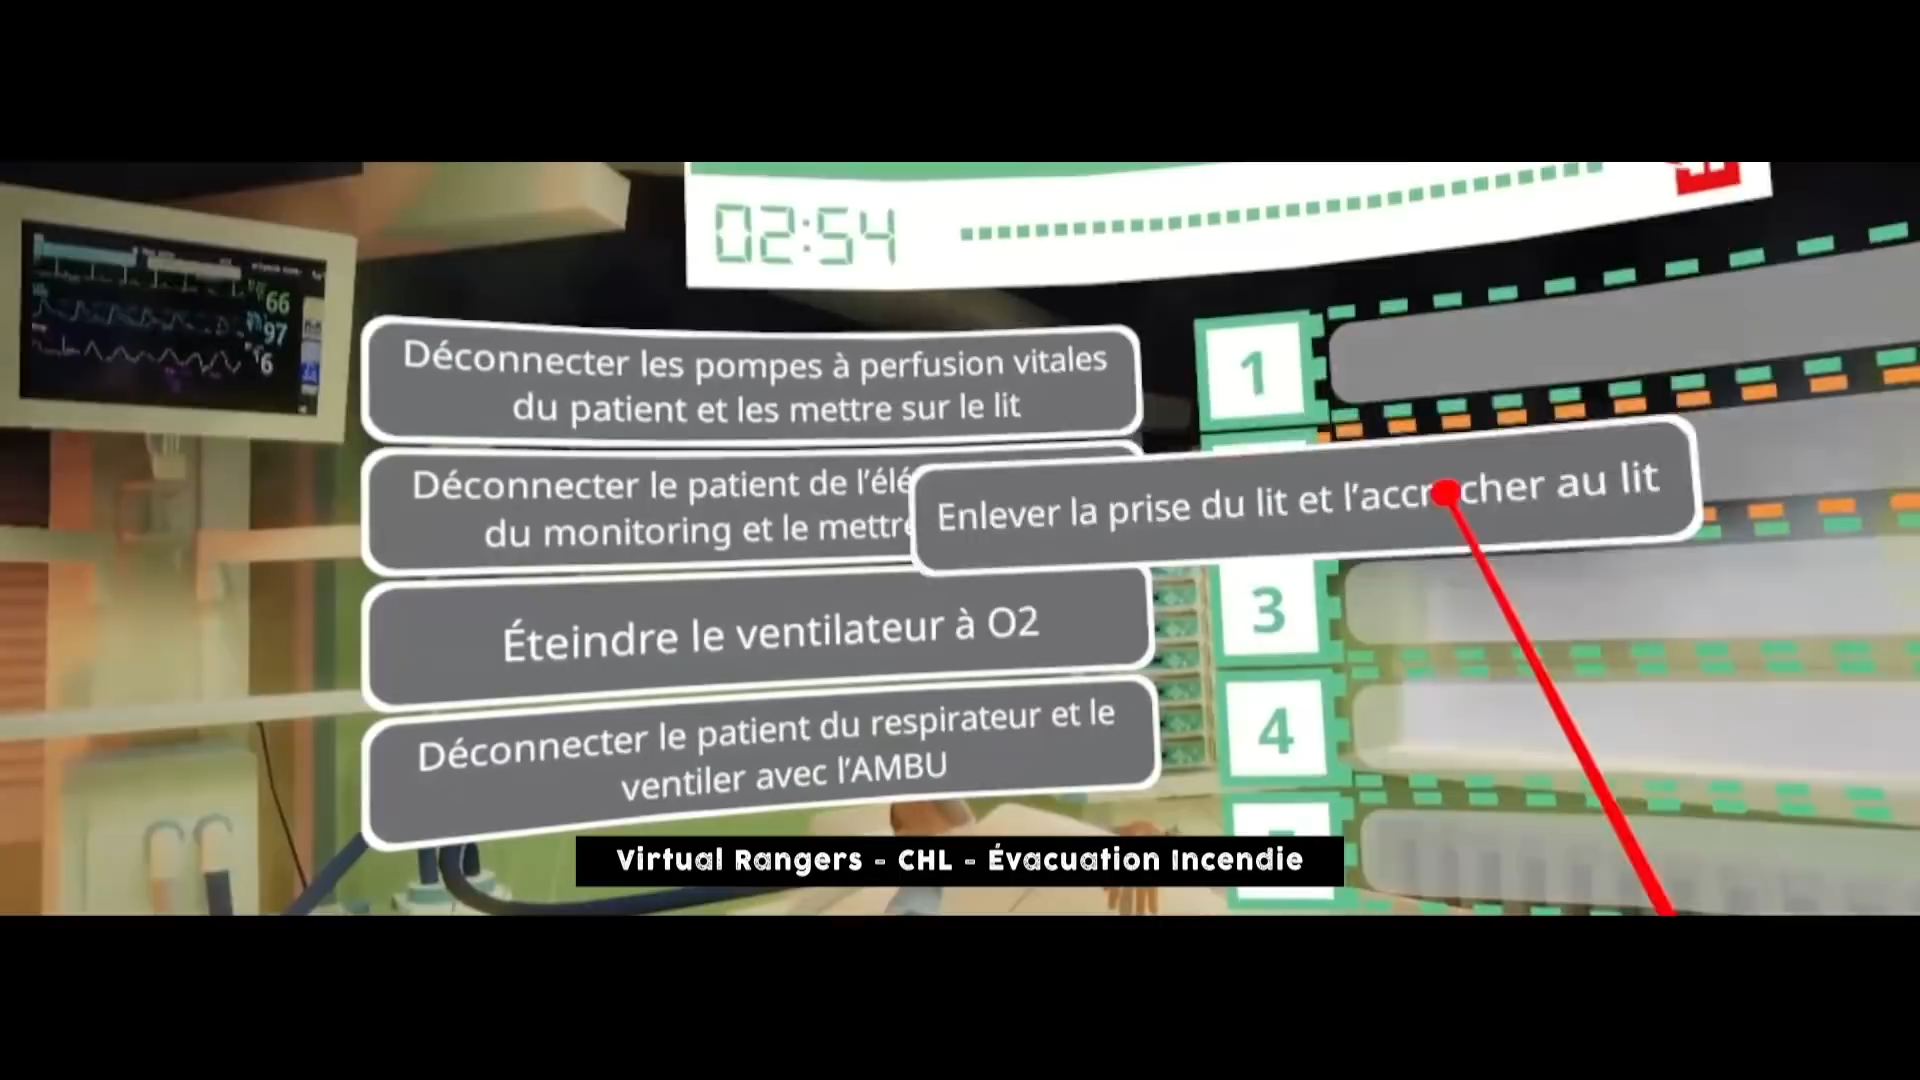 02:54
66
97
6
Déconnecter les pompes à perfusion vitales
du patient et les mettre sur le lit
1
Déconnecter le patient de l'élé
du monitoring et le mettre
Enlever la prise du lit et l'accr cher au lit
Éteindre le ventilateur à O2
3
Déconnecter le patient du respirateur et le
ventiler avec l'AMBU
4
Virtual Rangers - CHL - Évacuation Incendie